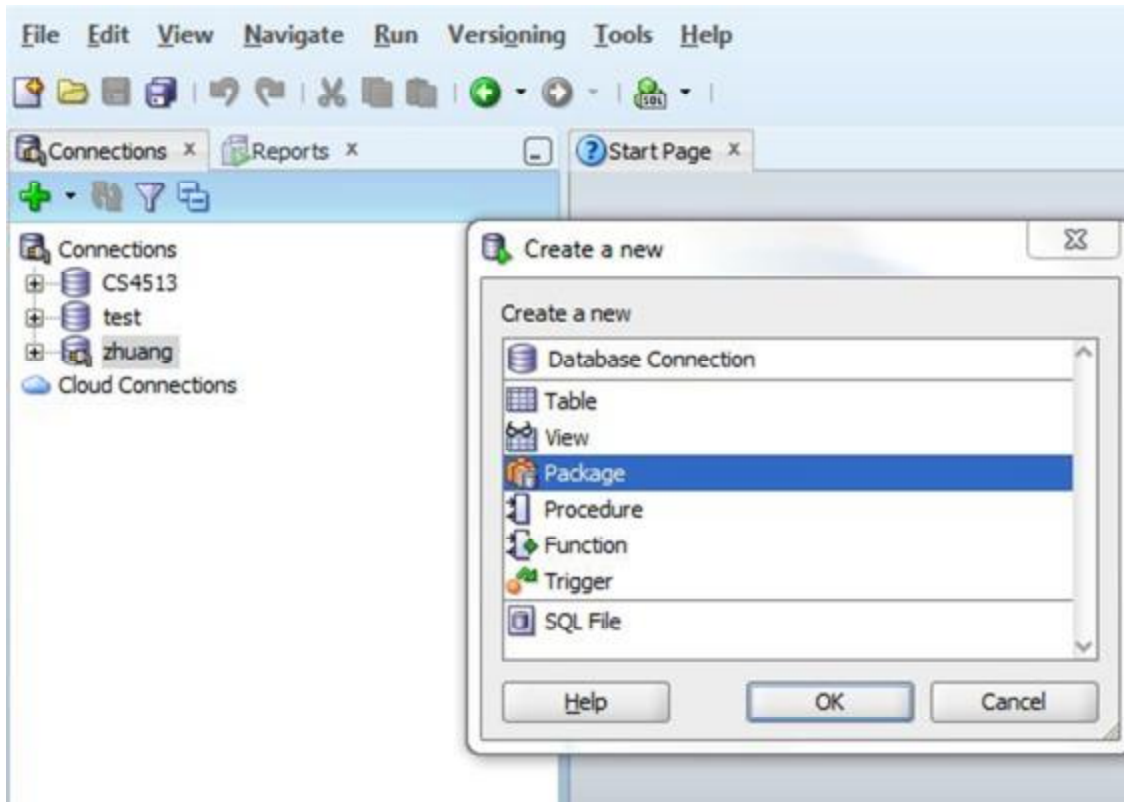 File Edit View Navigate Run Versioning Tools Help
SQL
Connections x Reports x Start Page x
Connections
CS4513
test
zhuang
Cloud Connections
Create a new
Create a new
Database Connection
Table
View
Package
Procedure
Function
Trigger
SQL File
Help OK Cancel